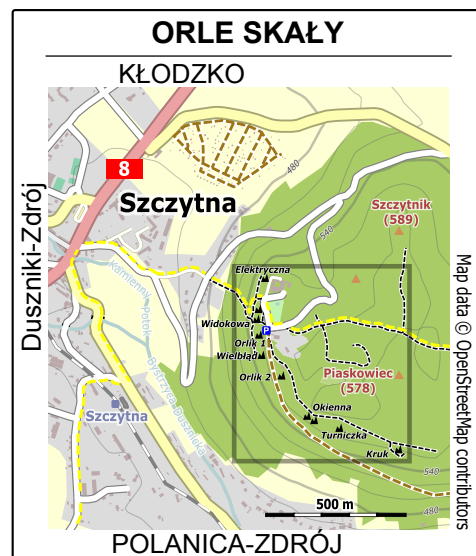 ORLE SKAŁY
KŁODZKO
480
8
Szczytna
Szczytnik
(589)
540
Duszniki-Zdrój
Kamienny Potok
Elektryczna
Widokowa
P
Orlik 1
Wielbłąd
Bystrzyca Dusznicka
Orlik 2
Piaskowiec
(578)
Szczytna
Okienna
Turniczka
Kruk
540
500 m
480
Map data © OpenStreetMap contributors
POLANICA-ZDRÓJ